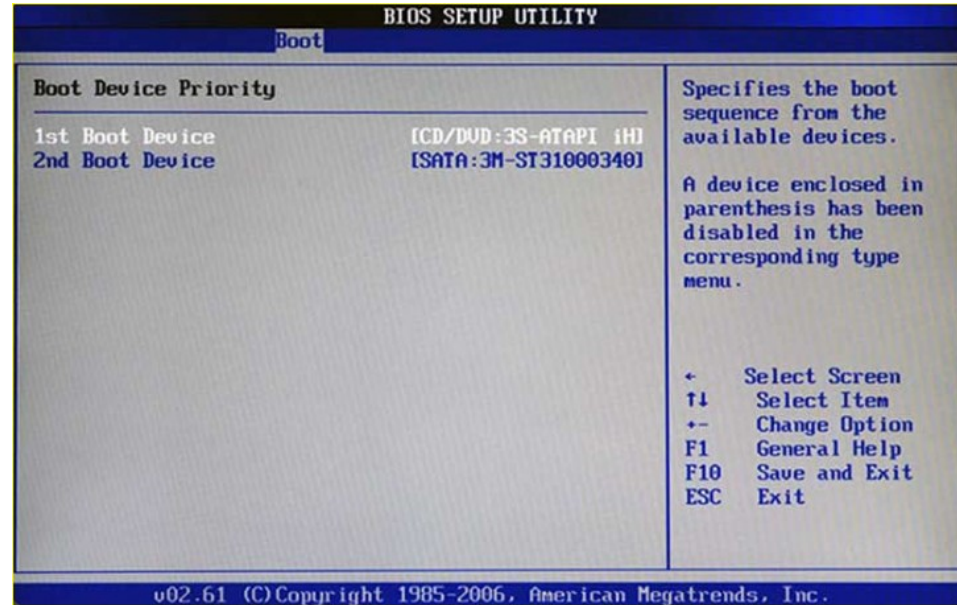 BIOS SETUP UTILITY
Boot
Boot Device Priority
1st Boot Device [CD/DVD:3S-ATAPI iH]
2nd Boot Device [SATA:3M-ST31000340]
Specifies the boot
sequence from the
available devices.
A device enclosed in
parenthesis has been
disabled in the
corresponding type
menu.
← Select Screen
↑↓ Select Item
+- Change Option
F1 General Help
F10 Save and Exit
ESC Exit
v02.61 (C)Copyright 1985-2006, American Megatrends, Inc.